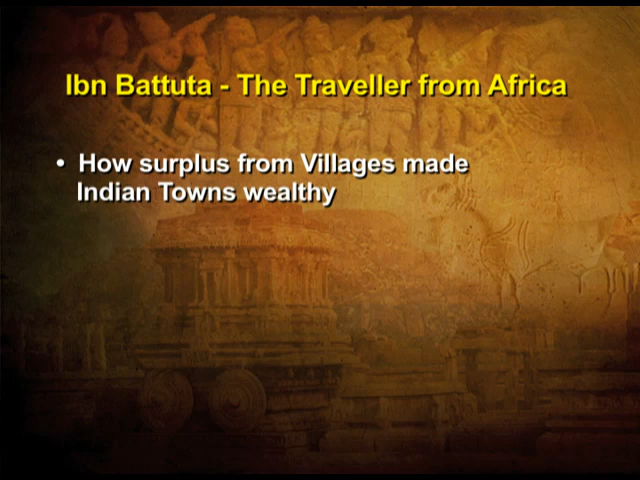 Ibn Battuta - The Traveller from Africa
• How surplus from Villages made
Indian Towns wealthy